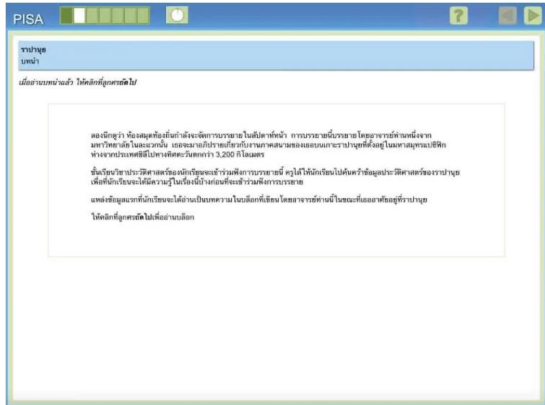 PISA
?
ราปานุย
บทนำ
เมื่ออ่านบทนำแล้ว ให้คลิกที่ลูกศรถัดไป
ลองนึกดูว่า ห้องสมุดท้องถิ่นกำลังจะจัดการบรรยายในสัปดาห์หน้า การบรรยายนี้บรรยายโดยอาจารย์ท่านหนึ่งจาก
มหาวิทยาลัยในละแวกนั้น เธอจะมาอภิปรายเกี่ยวกับงานภาคสนามของเธอบนเกาะราปานุยที่ตั้งอยู่ในมหาสมุทรแปซิฟิก
ห่างจากประเทศชิลีไปทางทิศตะวันตกกว่า 3,200 กิโลเมตร
ชั้นเรียนวิชาประวัติศาสตร์ของนักเรียนจะเข้าร่วมฟังการบรรยายนี้ ครูได้ให้นักเรียนไปค้นคว้าข้อมูลประวัติศาสตร์ของราปานุย
เพื่อที่นักเรียนจะได้มีความรู้ในเรื่องนี้บ้างก่อนที่จะเข้าร่วมฟังการบรรยาย
แหล่งข้อมูลแรกที่นักเรียนจะได้อ่านเป็นบทความในบล็อกที่เขียนโดยอาจารย์ท่านนี้ในขณะที่เธออาศัยอยู่ที่ราปานุย
ให้คลิกที่ลูกศรถัดไปเพื่ออ่านบล็อก